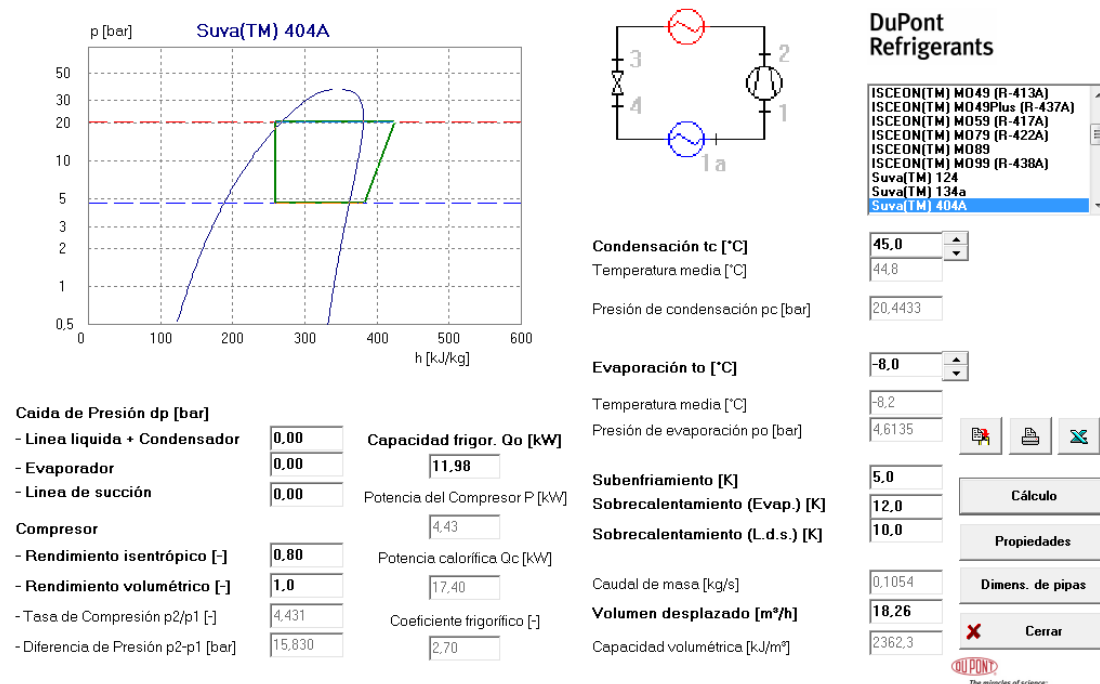 p [bar]
Suva(TM) 404A
50
30
20
10
5
3
2
1
0,5
0
100
200
300
400
500
600
h [kJ/kg]
3
2
4
1
1a
DuPont
Refrigerants
ISCEON(TM) MO49 (R-413A)
ISCEON(TM) MO49Plus (R-437A)
ISCEON(TM) MO59 (R-417A)
ISCEON(TM) MO79 (R-422A)
ISCEON(TM) MO89
ISCEON(TM) MO99 (R-438A)
Suva(TM) 124
Suva(TM) 134a
Suva(TM) 404A
Condensación tc [°C] 45,0
Temperatura media [°C] 44,8
Presión de condensación pc [bar] 20,4433
Evaporación to [°C] -8,0
Temperatura media [°C] -8,2
Presión de evaporación po [bar] 4,6135
Subenfriamiento [K] 5,0
Sobrecalentamiento (Evap.) [K] 12,0
Sobrecalentamiento (L.d.s.) [K] 10,0
Caudal de masa [kg/s] 0,1054
Volumen desplazado [m³/h] 18,26
Capacidad volumétrica [kJ/m³] 2362,3
Caida de Presión dp [bar]
- Linea liquida + Condensador 0,00
- Evaporador 0,00
- Linea de succión 0,00
Compresor
- Rendimiento isentrópico [-] 0,80
- Rendimiento volumétrico [-] 1,0
- Tasa de Compresión p2/p1 [-] 4,431
- Diferencia de Presión p2-p1 [bar] 15,830
Capacidad frigor. Qo [kW]
11,98
Potencia del Compresor P [kW]
4,43
Potencia calorífica Qc [kW]
17,40
Coeficiente frigorífico [-]
2,70
Cálculo
Propiedades
Dimens. de pipas
Cerrar
DUPONT
The miracles of science